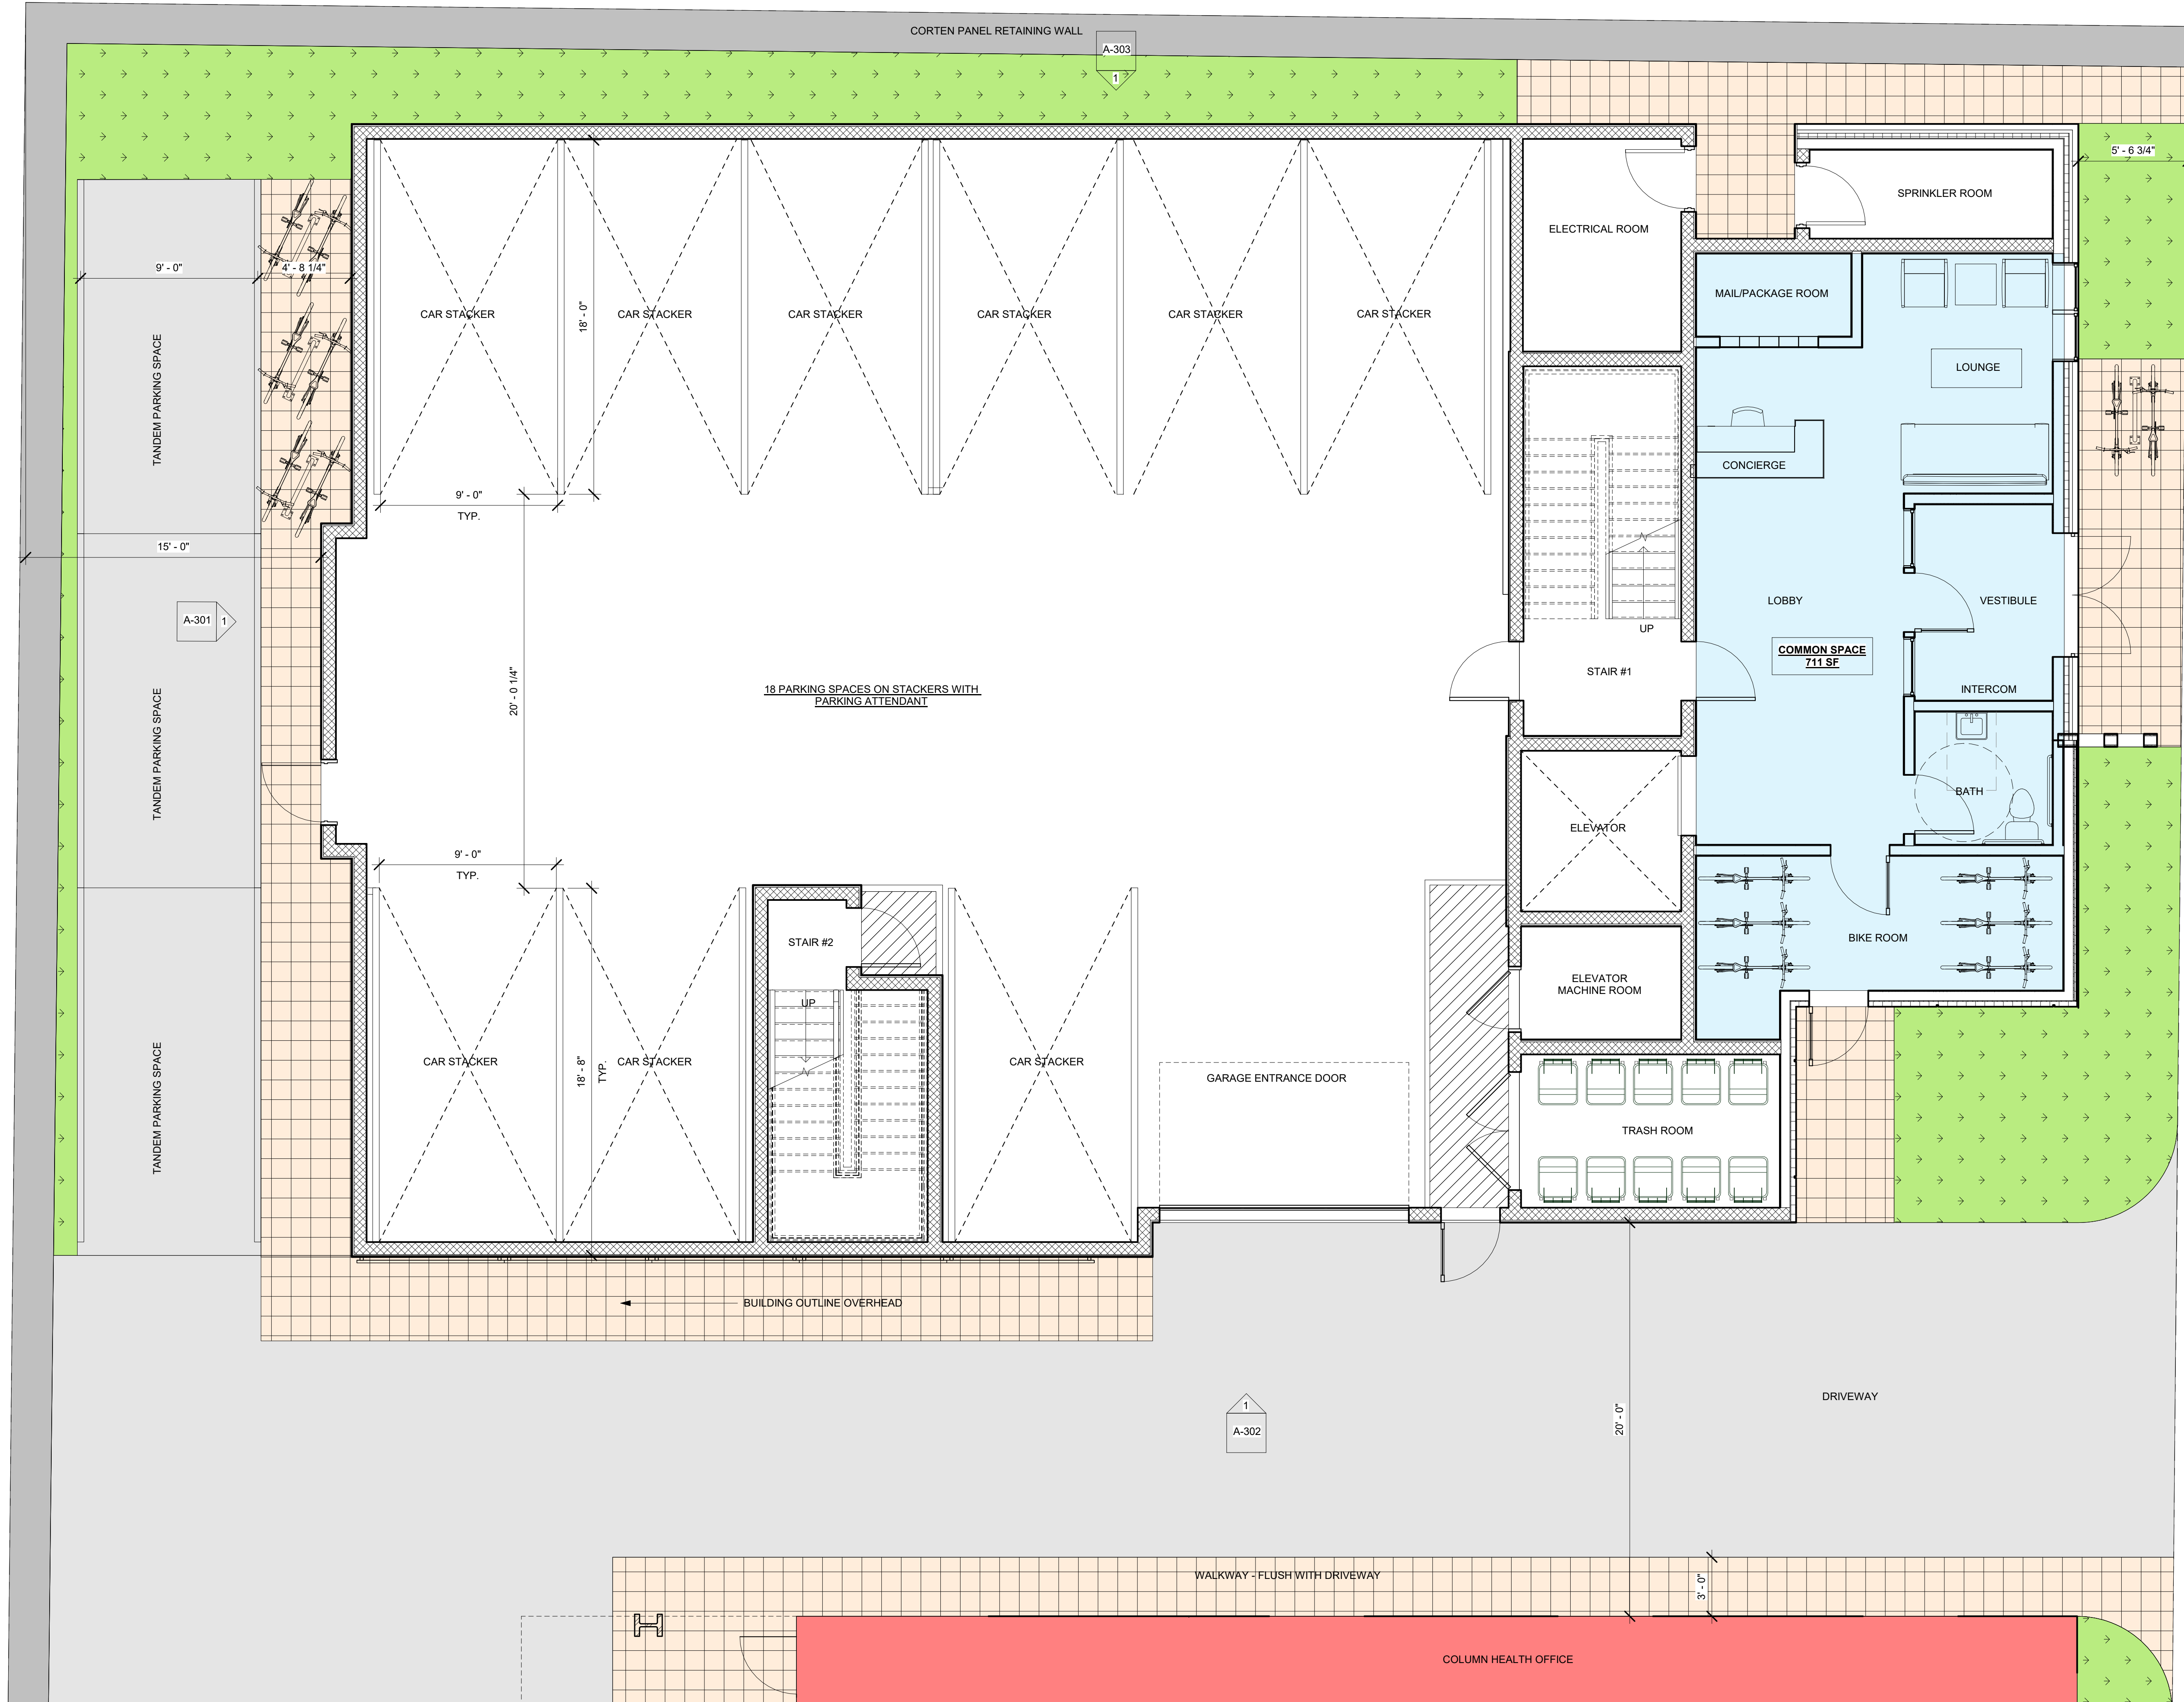 CORTEN PANEL RETAINING WALL
A-303
1
5' - 6 3/4"
SPRINKLER ROOM
ELECTRICAL ROOM
9' - 0"
4' - 8 1/4"
MAIL/PACKAGE ROOM
CAR STACKER
18' - 0"
CAR STACKER
CAR STACKER
CAR STACKER
CAR STACKER
CAR STACKER
LOUNGE
TANDEM PARKING SPACE
CONCIERGE
9' - 0"
TYP.
15' - 0"
LOBBY
VESTIBULE
A-301
1
UP
COMMON SPACE
711 SF
STAIR #1
INTERCOM
20' - 0 1/4"
18 PARKING SPACES ON STACKERS WITH
PARKING ATTENDANT
TANDEM PARKING SPACE
BATH
ELEVATOR
9' - 0"
TYP.
STAIR #2
BIKE ROOM
ELEVATOR
MACHINE ROOM
UP
CAR STACKER
18' - 8"
TYP.
CAR STACKER
CAR STACKER
GARAGE ENTRANCE DOOR
TANDEM PARKING SPACE
TRASH ROOM
BUILDING OUTLINE OVERHEAD
1
A-302
DRIVEWAY
20' - 0"
WALKWAY - FLUSH WITH DRIVEWAY
3' - 0"
COLUMN HEALTH OFFICE